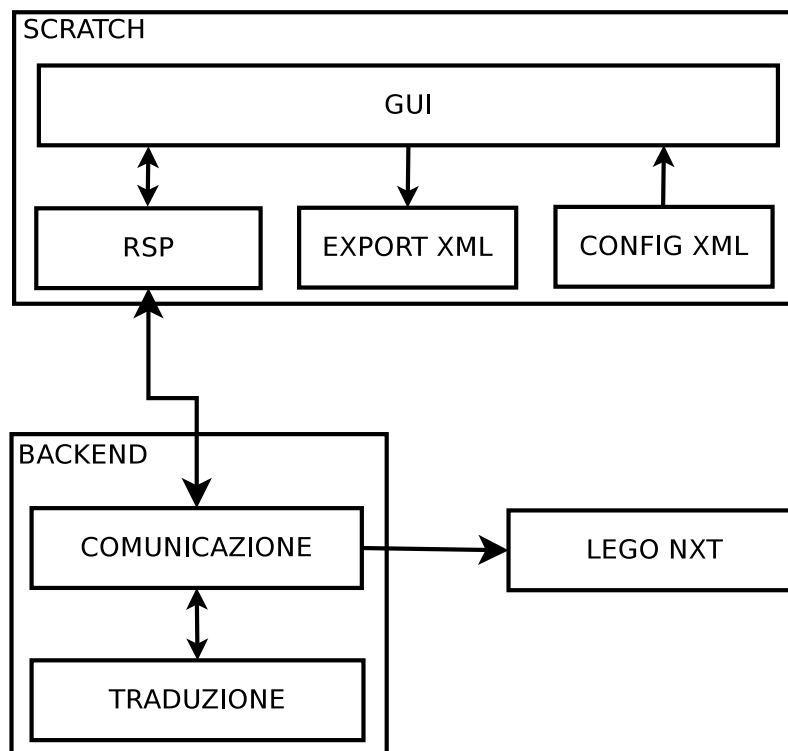 SCRATCH
GUI
RSP
EXPORT XML
CONFIG XML
BACKEND
COMUNICAZIONE
LEGO NXT
TRADUZIONE